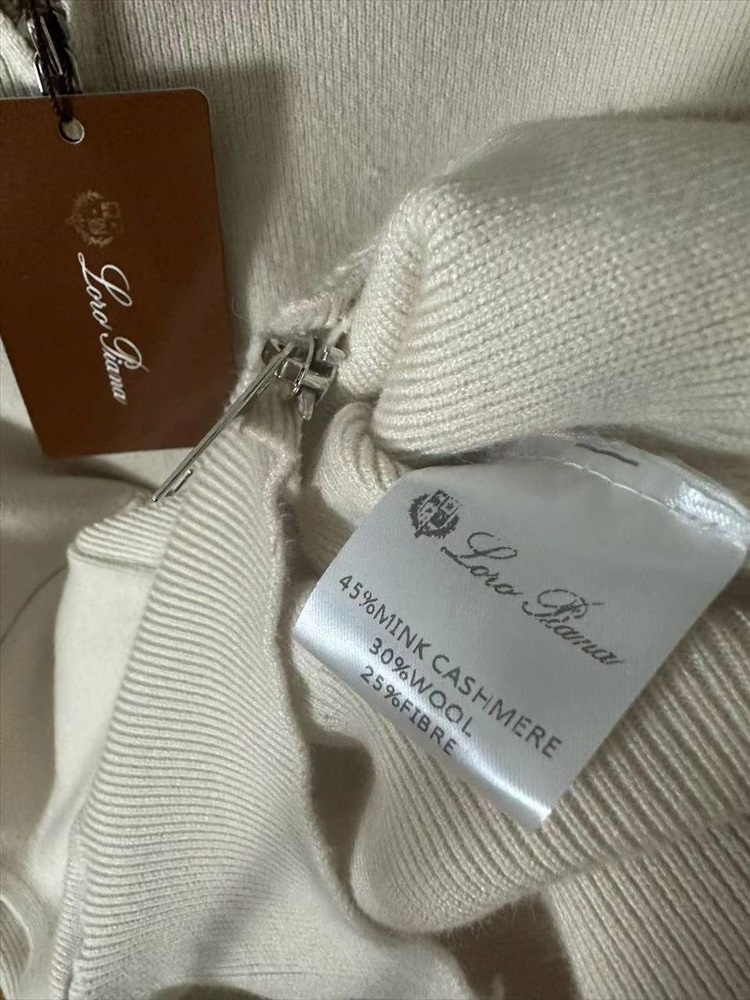 Loro Piana
Loro Piana
45%MINK CASHMERE
30%WOOL
25%FIBRE